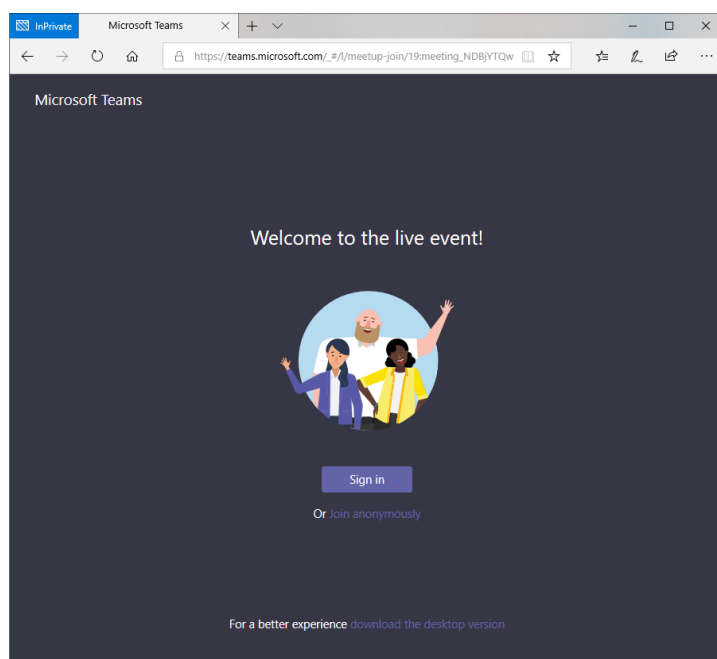 InPrivate Microsoft Teams
https://teams.microsoft.com/_#/l/meetup-join/19:meeting_NDBjYTQw
Microsoft Teams
Welcome to the live event!
Sign in
Or Join anonymously
For a better experience download the desktop version